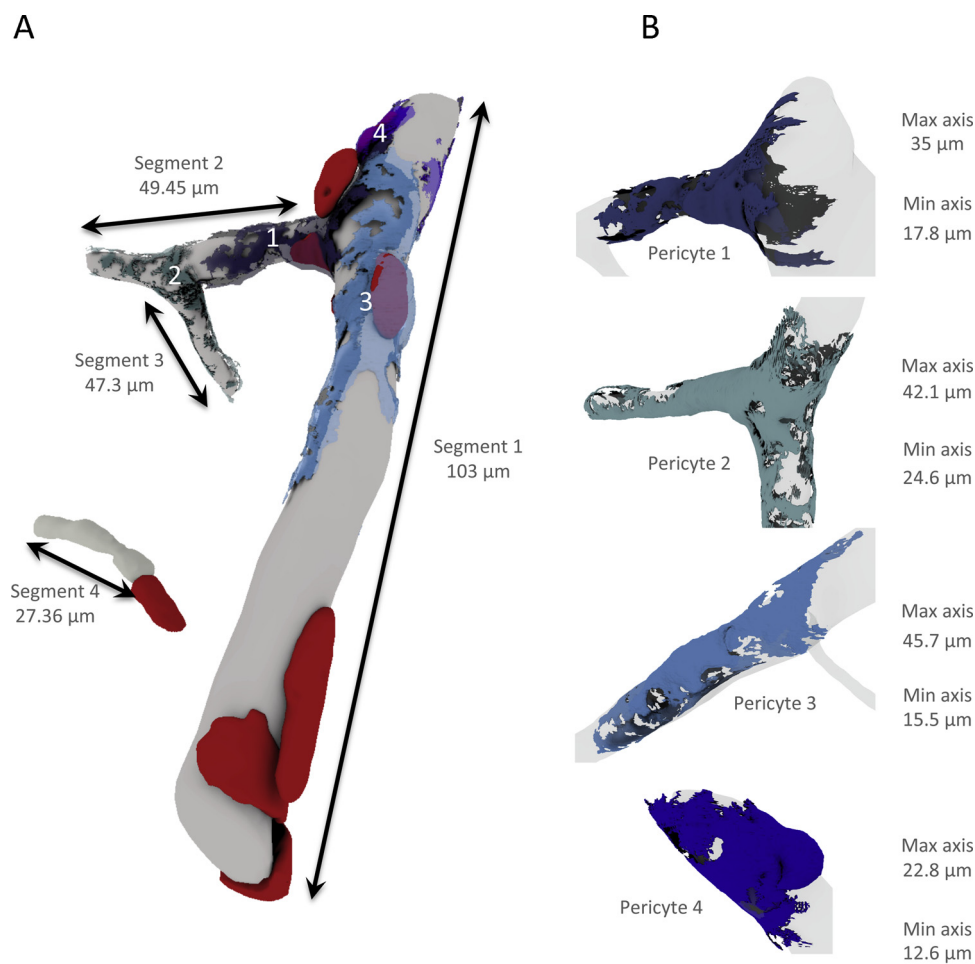 A
Segment 2
49.45 µm
4
1
2
3
Segment 3
47.3 µm
Segment 1
103 µm
Segment 4
27.36 µm
B
Max axis
35 µm
Min axis
17.8 µm
Pericyte 1
Max axis
42.1 µm
Min axis
24.6 µm
Pericyte 2
Max axis
45.7 µm
Min axis
15.5 µm
Pericyte 3
Max axis
22.8 µm
Min axis
12.6 µm
Pericyte 4